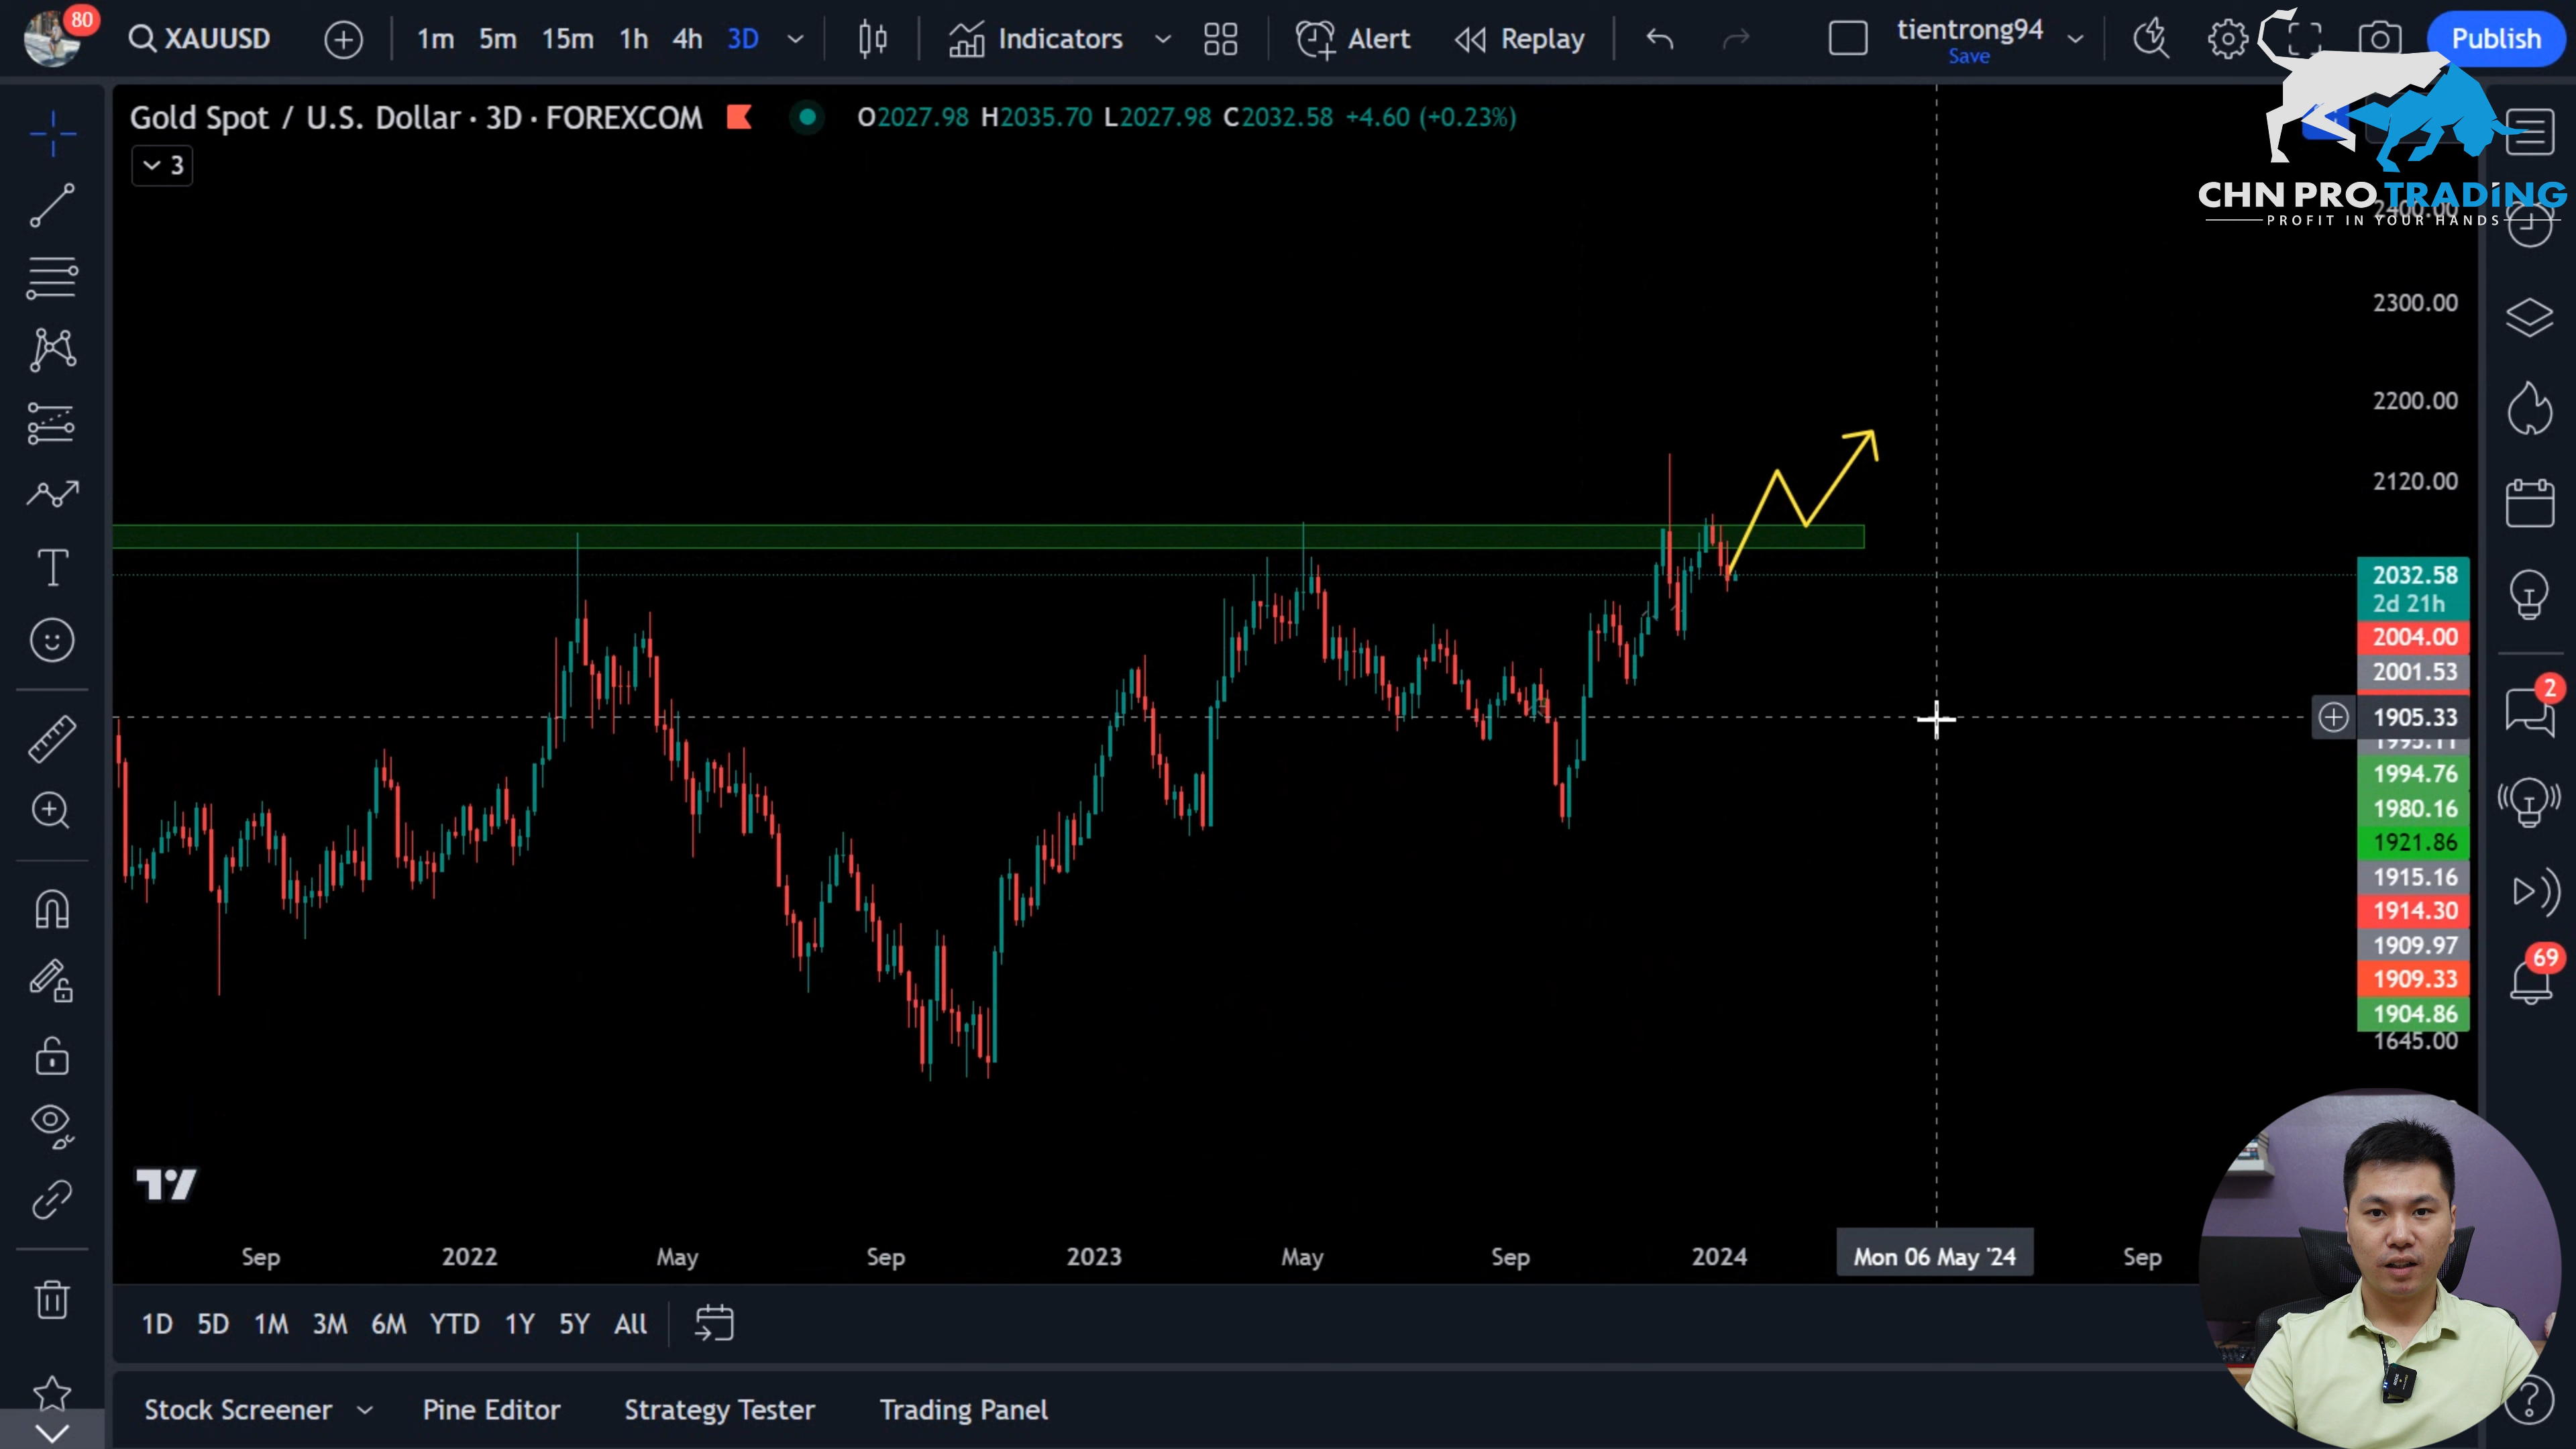 80
XAUUSD
1m 5m 15m 1h 4h 3D
Indicators
Alert
Replay
tientrong94
Save
Publish
Gold Spot / U.S. Dollar · 3D · FOREXCOM
O2027.98 H2035.70 L2027.98 C2032.58 +4.60 (+0.23%)
3
CHN PRO TRADING
PROFIT IN YOUR HANDS
2400.00
2300.00
2200.00
2120.00
2032.58
2d 21h
2004.00
2001.53
1905.33
1995.11
1994.76
1980.16
1921.86
1915.16
1914.30
1909.97
1909.33
1904.86
1645.00
2
69
Sep 2022 May Sep 2023 May Sep 2024 Mon 06 May '24 Sep
1D 5D 1M 3M 6M YTD 1Y 5Y All
Stock Screener Pine Editor Strategy Tester Trading Panel